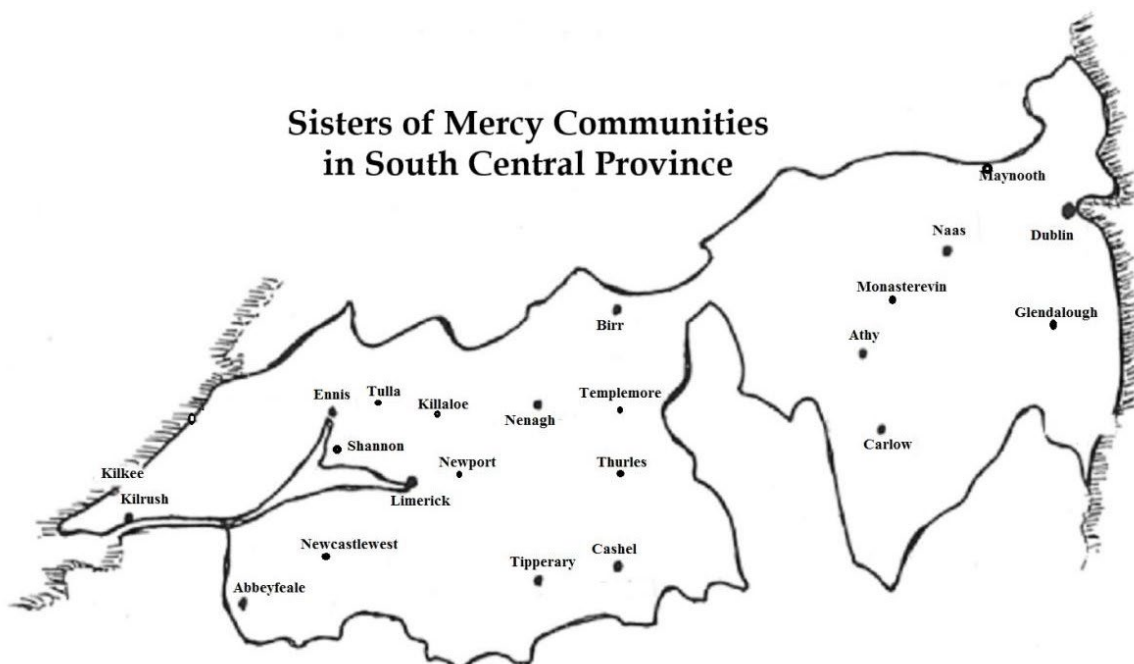 Sisters of Mercy Communities
in South Central Province
Maynooth
Naas
Dublin
Monasterevin
Glendalough
Birr
Athy
Ennis
Tulla
Killaloe
Nenagh
Templemore
Carlow
Shannon
Newport
Thurles
Kilkee
Kilrush
Limerick
Newcastlewest
Tipperary
Cashel
Abbeyfeale